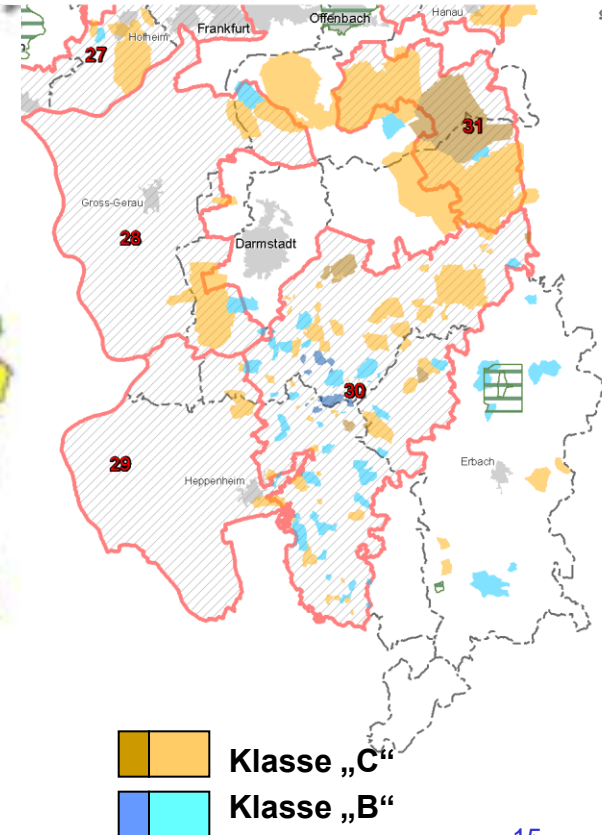 Offenbach
Hanau
Frankfurt
Hofheim
27
31
Gross-Gerau
28
Darmstadt
30
Erbach
29
Heppenheim
Klasse „C“
Klasse „B“
15